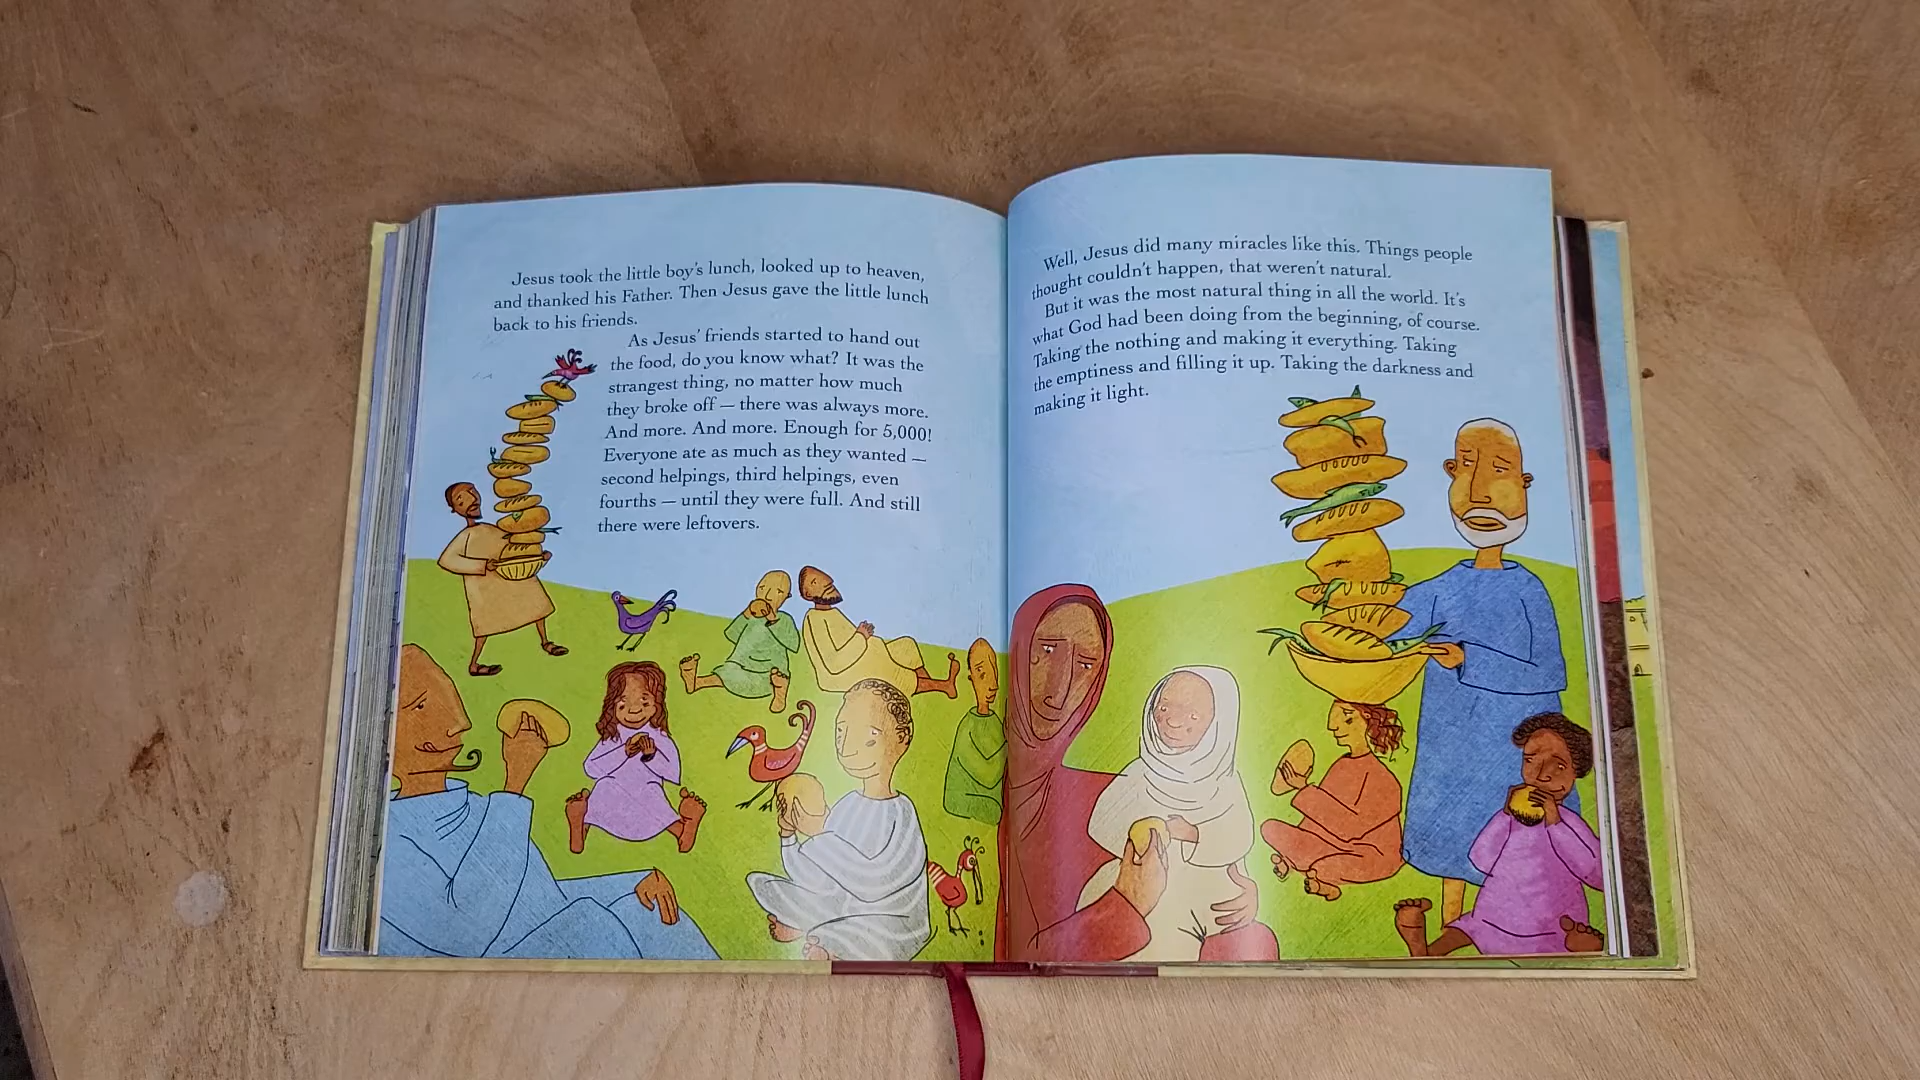 Jesus took the little boy's lunch, looked up to heaven,
and thanked his Father. Then Jesus gave the little lunch
back to his friends.
As Jesus' friends started to hand out
the food, do you know what? It was the
strangest thing, no matter how much
they broke off — there was always more.
And more. And more. Enough for 5,000!
Everyone ate as much as they wanted —
second helpings, third helpings, even
fourths — until they were full. And still
there were leftovers.
Well, Jesus did many miracles like this. Things people
thought couldn't happen, that weren't natural.
But it was the most natural thing in all the world. It's
what God had been doing from the beginning, of course.
Taking the nothing and making it everything. Taking
the emptiness and filling it up. Taking the darkness and
making it light.